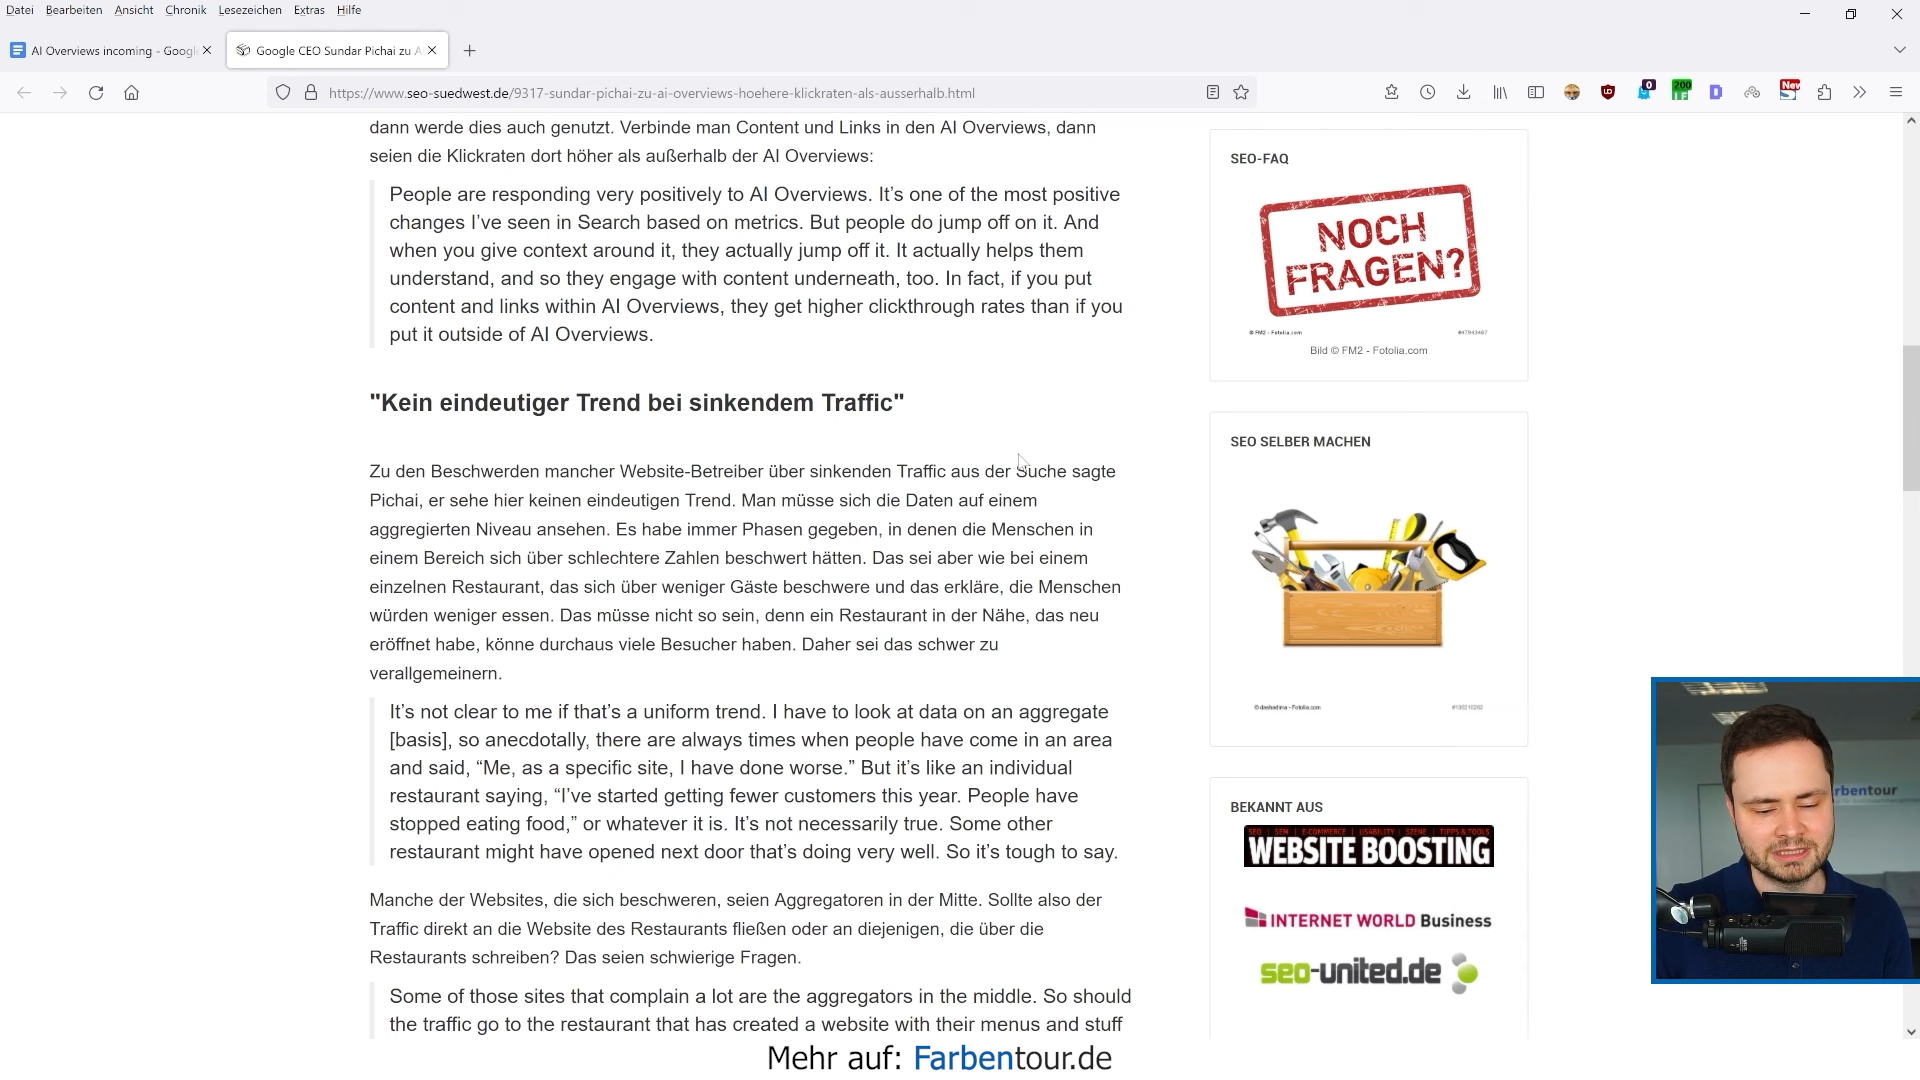 Datei Bearbeiten Ansicht Chronik Lesezeichen Extras Hilfe
AI Overviews incoming - Googl
Google CEO Sundar Pichai zu A
https://www.seo-suedwest.de/9317-sundar-pichai-zu-ai-overviews-hoehere-klickraten-als-ausserhalb.html
0
200
New
dann werde dies auch genutzt. Verbinde man Content und Links in den AI Overviews, dann
seien die Klickraten dort höher als außerhalb der AI Overviews:
People are responding very positively to AI Overviews. It’s one of the most positive
changes I’ve seen in Search based on metrics. But people do jump off on it. And
when you give context around it, they actually jump off it. It actually helps them
understand, and so they engage with content underneath, too. In fact, if you put
content and links within AI Overviews, they get higher clickthrough rates than if you
put it outside of AI Overviews.
"Kein eindeutiger Trend bei sinkendem Traffic"
Zu den Beschwerden mancher Website-Betreiber über sinkenden Traffic aus der Suche sagte
Pichai, er sehe hier keinen eindeutigen Trend. Man müsse sich die Daten auf einem
aggregierten Niveau ansehen. Es habe immer Phasen gegeben, in denen die Menschen in
einem Bereich sich über schlechtere Zahlen beschwert hätten. Das sei aber wie bei einem
einzelnen Restaurant, das sich über weniger Gäste beschwere und das erkläre, die Menschen
würden weniger essen. Das müsse nicht so sein, denn ein Restaurant in der Nähe, das neu
eröffnet habe, könne durchaus viele Besucher haben. Daher sei das schwer zu
verallgemeinern.
It’s not clear to me if that’s a uniform trend. I have to look at data on an aggregate
[basis], so anecdotally, there are always times when people have come in an area
and said, “Me, as a specific site, I have done worse.” But it’s like an individual
restaurant saying, “I’ve started getting fewer customers this year. People have
stopped eating food,” or whatever it is. It’s not necessarily true. Some other
restaurant might have opened next door that’s doing very well. So it’s tough to say.
Manche der Websites, die sich beschweren, seien Aggregatoren in der Mitte. Sollte also der
Traffic direkt an die Website des Restaurants fließen oder an diejenigen, die über die
Restaurants schreiben? Das seien schwierige Fragen.
Some of those sites that complain a lot are the aggregators in the middle. So should
the traffic go to the restaurant that has created a website with their menus and stuff
SEO-FAQ
NOCH
FRAGEN?
© FM2 - Fotolia.com #47943467
Bild © FM2 - Fotolia.com
SEO SELBER MACHEN
BEKANNT AUS
SEO | SEM | E-COMMERCE | USABILITY | SZENE | TIPPS & TOOLS
WEBSITE BOOSTING
INTERNET WORLD Business
seo-united.de
rbentour
Mehr auf: Farbentour.de